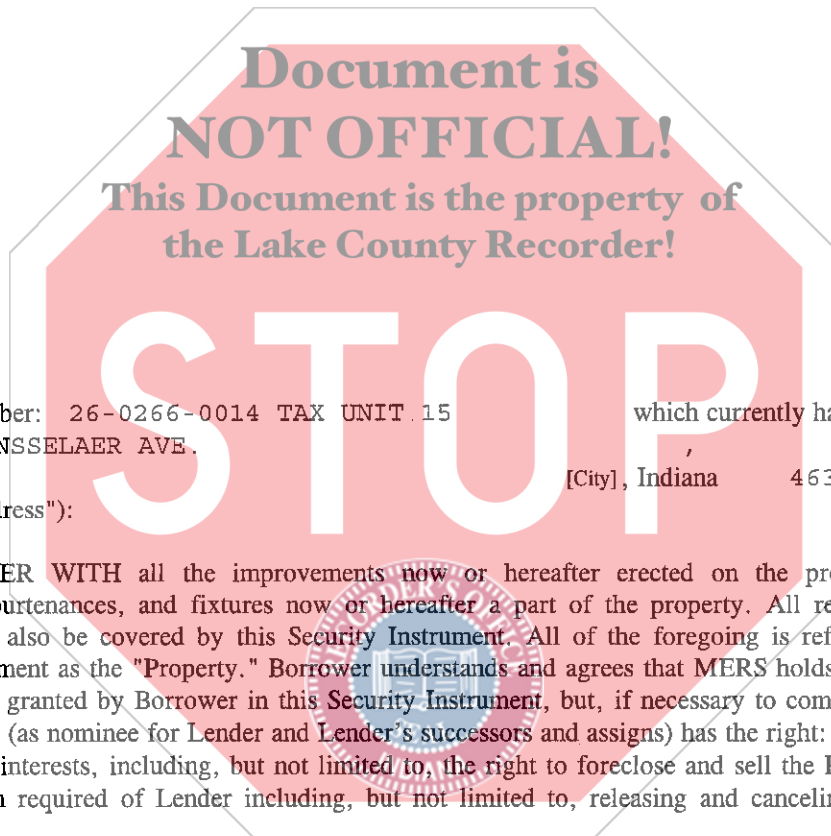 Document is
NOT OFFICIAL!
This Document is the property of
the Lake County Recorder!
STOP
ber: 26-0266-0014 TAX UNIT 15 which currently ha
NSSELAER AVE. ,
[City], Indiana 463
ress"):
ER WITH all the improvements now or hereafter erected on the pro
urtenances, and fixtures now or hereafter a part of the property. All re
also be covered by this Security Instrument. All of the foregoing is ref
ment as the "Property." Borrower understands and agrees that MERS holds
granted by Borrower in this Security Instrument, but, if necessary to com
(as nominee for Lender and Lender's successors and assigns) has the right:
interests, including, but not limited to, the right to foreclose and sell the P
n required of Lender including, but not limited to, releasing and cancelin
RECORDER'S OFFICE